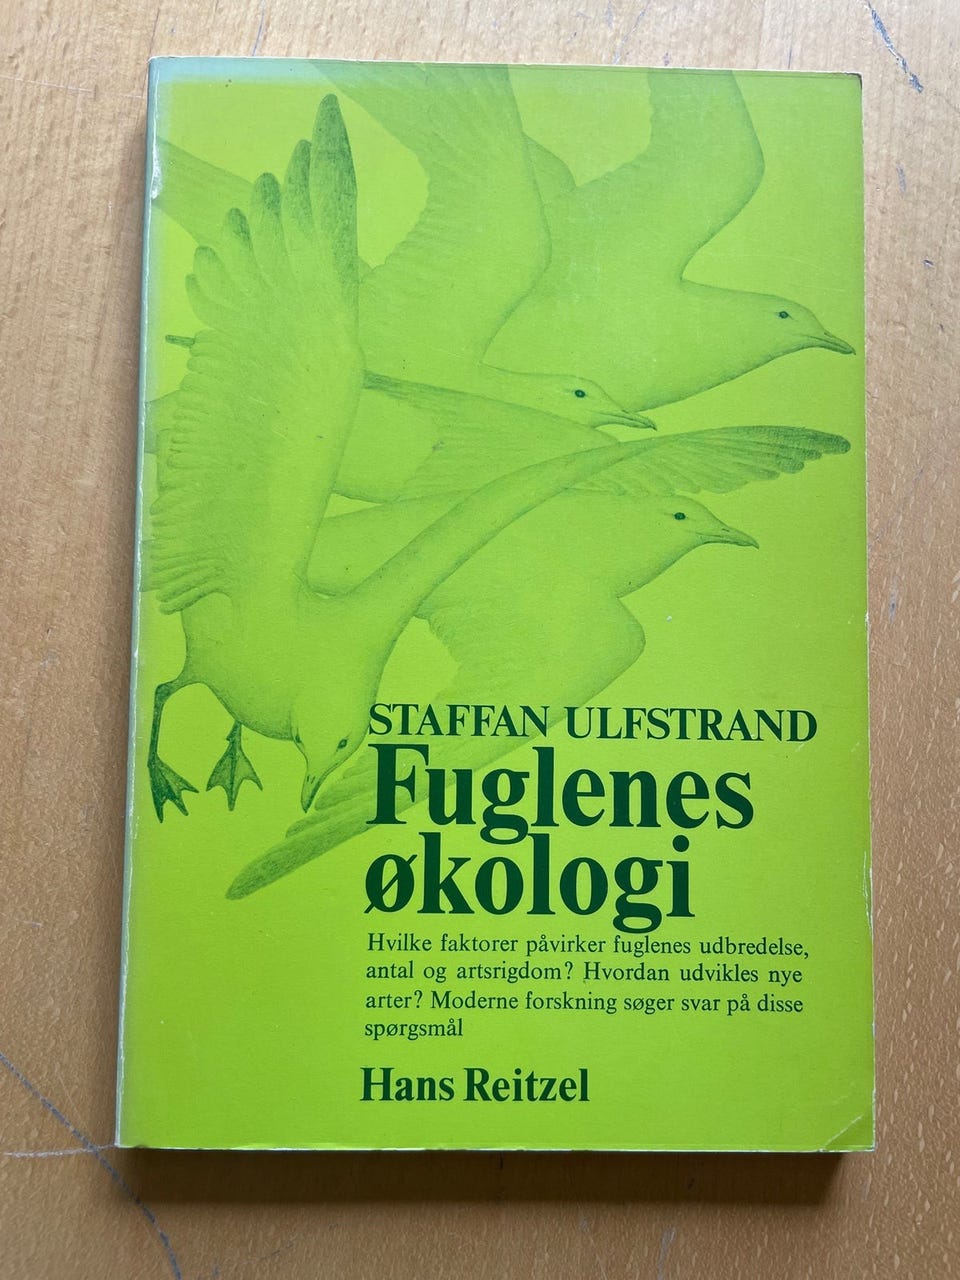 STAFFAN ULFSTRAND
Fuglenes
økologi
Hvilke faktorer påvirker fuglenes udbredelse,
antal og artsrigdom? Hvordan udvikles nye
arter? Moderne forskning søger svar på disse
spørgsmål
Hans Reitzel